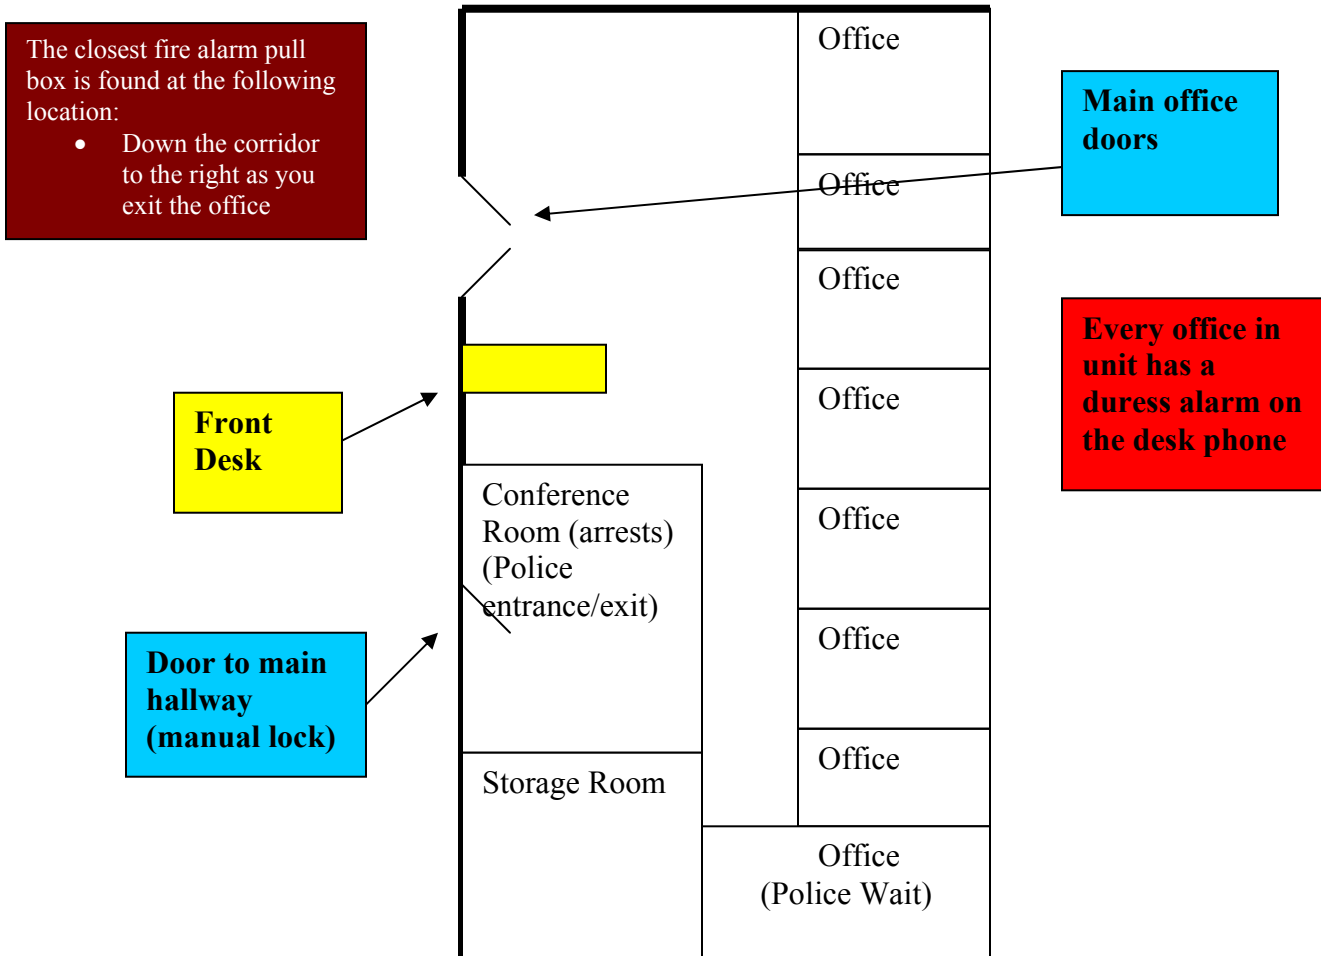 The closest fire alarm pull
box is found at the following
location:
• Down the corridor
to the right as you
exit the office
Office
Main office
doors
Office
Office
Every office in
unit has a
duress alarm on
the desk phone
Front
Desk
Office
Conference
Room (arrests)
(Police
entrance/exit)
Office
Door to main
hallway
(manual lock)
Office
Office
Storage Room
Office
(Police Wait)